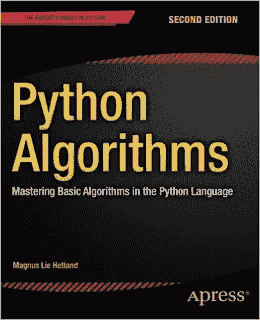 THE EXPERT'S VOICE® IN PYTHON
SECOND EDITION
Python
Algorithms
Mastering Basic Algorithms in the Python Language
Magnus Lie Hetland
Apress®